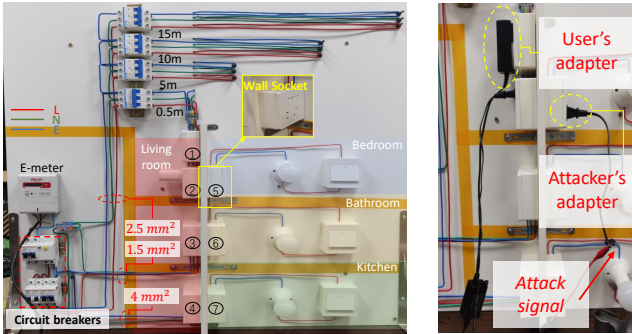 15m
10m
5m
0.5m
Wall Socket
L
N
E
E-meter
Living
room
Bedroom
Bathroom
Kitchen
①
②
⑤
③
⑥
④
⑦
2.5 mm²
1.5 mm²
4 mm²
Circuit breakers
User's
adapter
Attacker's
adapter
Attack
signal